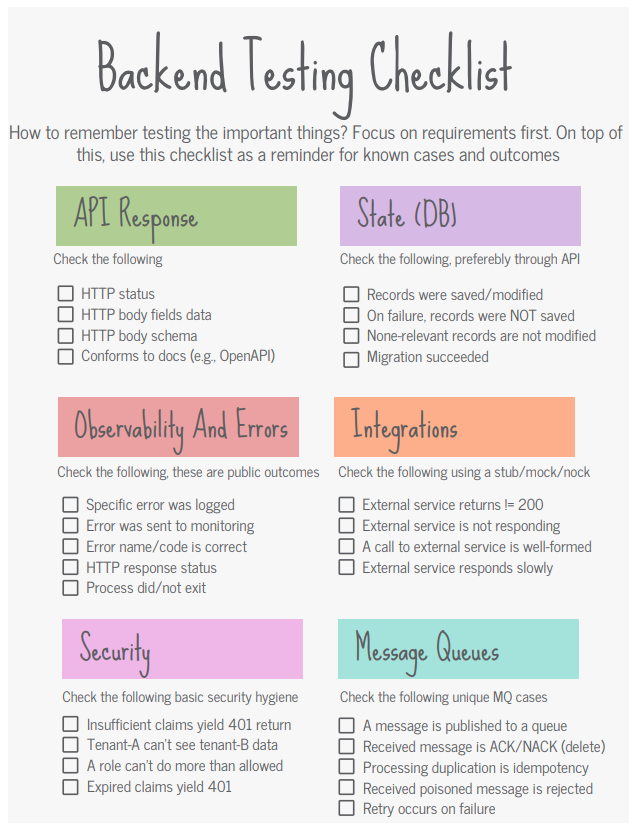 Backend Testing Checklist
How to remember testing the important things? Focus on requirements first. On top of
this, use this checklist as a reminder for known cases and outcomes
API Response
Check the following
HTTP status
HTTP body fields data
HTTP body schema
Conforms to docs (e.g., OpenAPI)
State (DB)
Check the following, preferebly through API
Records were saved/modified
On failure, records were NOT saved
None-relevant records are not modified
Migration succeeded
Observability And Errors
Check the following, these are public outcomes
Specific error was logged
Error was sent to monitoring
Error name/code is correct
HTTP response status
Process did/not exit
Integrations
Check the following using a stub/mock/nock
External service returns != 200
External service is not responding
A call to external service is well-formed
External service responds slowly
Security
Check the following basic security hygiene
Insufficient claims yield 401 return
Tenant-A can't see tenant-B data
A role can't do more than allowed
Expired claims yield 401
Message Queues
Check the following unique MQ cases
A message is published to a queue
Received message is ACK/NACK (delete)
Processing duplication is idempotency
Received poisoned message is rejected
Retry occurs on failure